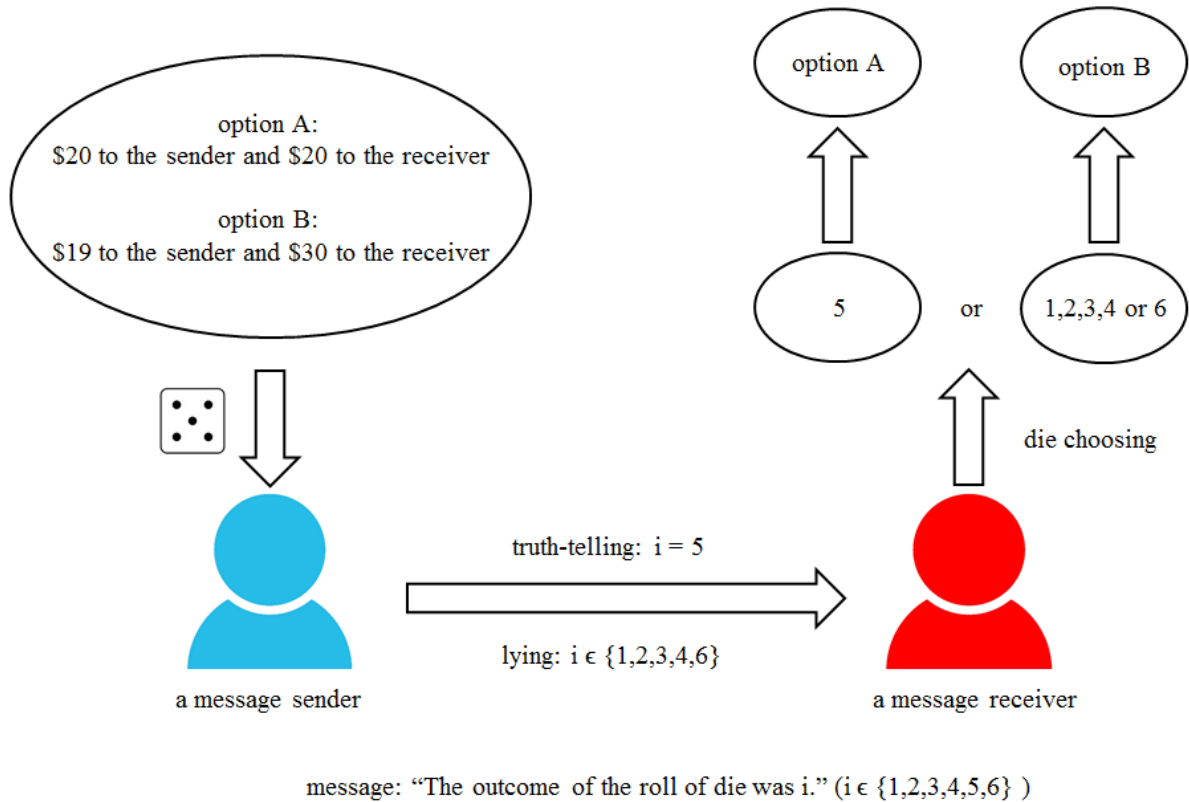 option A:
$20 to the sender and $20 to the receiver
option B:
$19 to the sender and $30 to the receiver
option A
option B
5
or
1,2,3,4 or 6
die choosing
truth-telling: i = 5
lying: i ϵ {1,2,3,4,6}
a message sender
a message receiver
message: “The outcome of the roll of die was i.” (i ϵ {1,2,3,4,5,6} )